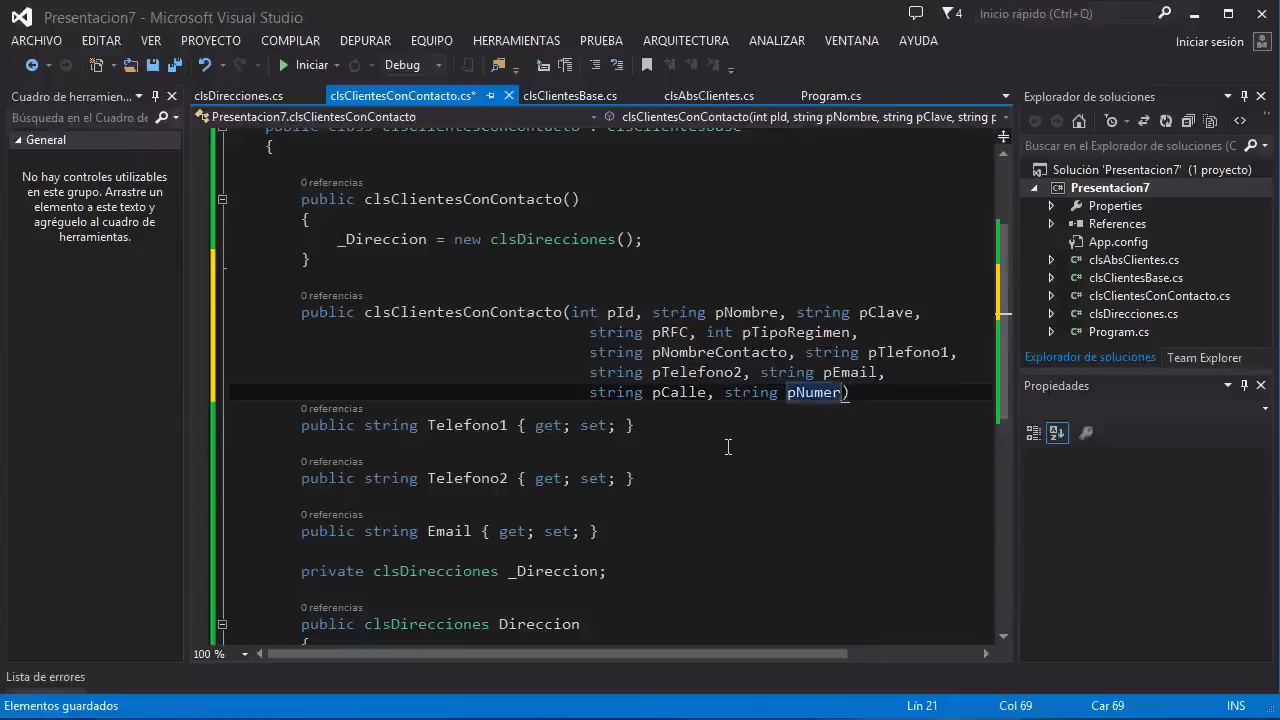 Presentacion7 - Microsoft Visual Studio
4
Inicio rápido (Ctrl+Q)
ARCHIVO EDITAR VER PROYECTO COMPILAR DEPURAR EQUIPO HERRAMIENTAS PRUEBA ARQUITECTURA ANALIZAR VENTANA AYUDA
Iniciar sesión
Iniciar Debug
Cuadro de herramien...
Búsqueda en el Cuadro de
General
No hay controles utilizables
en este grupo. Arrastre un
elemento a este texto y
agréguelo al cuadro de
herramientas.
clsDirecciones.cs clsClientesConContacto.cs* clsClientesBase.cs clsAbsClientes.cs Program.cs
Presentacion7.clsClientesConContacto
clsClientesConContacto(int pId, string pNombre, string pClave, string p
public class clsClientesConContacto : clsClientesBase
{
0 referencias
public clsClientesConContacto()
{
_Direccion = new clsDirecciones();
}
0 referencias
public clsClientesConContacto(int pId, string pNombre, string pClave,
string pRFC, int pTipoRegimen,
string pNombreContacto, string pTlefono1,
string pTelefono2, string pEmail,
string pCalle, string pNumer)
0 referencias
public string Telefono1 { get; set; }
0 referencias
public string Telefono2 { get; set; }
0 referencias
public string Email { get; set; }
private clsDirecciones _Direccion;
0 referencias
public clsDirecciones Direccion
{
100 %
Explorador de soluciones
Buscar en el Explorador de soluciones (C
Solución 'Presentacion7' (1 proyecto)
C# Presentacion7
Properties
References
App.config
C# clsAbsClientes.cs
C# clsClientesBase.cs
C# clsClientesConContacto.cs
C# clsDirecciones.cs
C# Program.cs
Explorador de soluciones Team Explorer
Propiedades
Lista de errores
Elementos guardados
Lín 21 Col 69 Car 69 INS